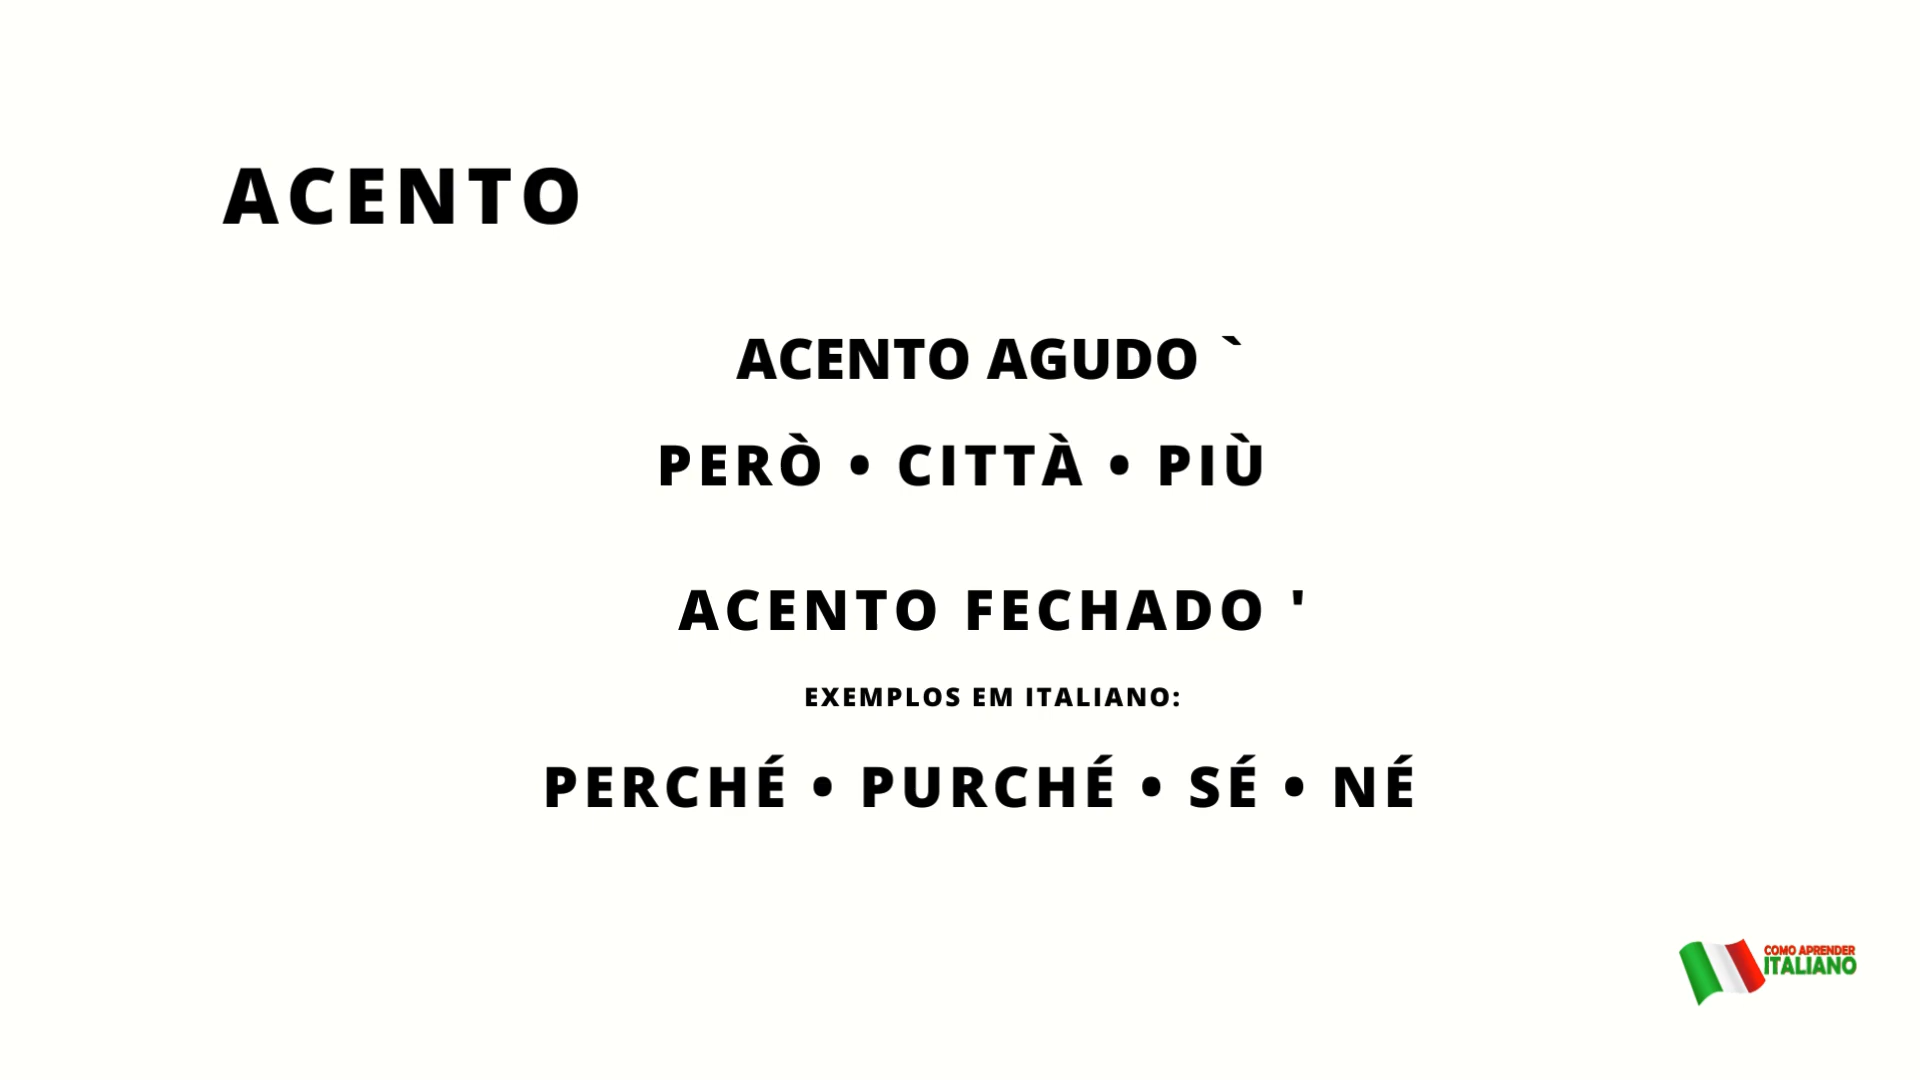 ACENTO
ACENTO AGUDO `
PERÒ • CITTÀ • PIÙ
ACENTO FECHADO '
EXEMPLOS EM ITALIANO:
PERCHÉ • PURCHÉ • SÉ • NÉ
COMO APRENDER
ITALIANO